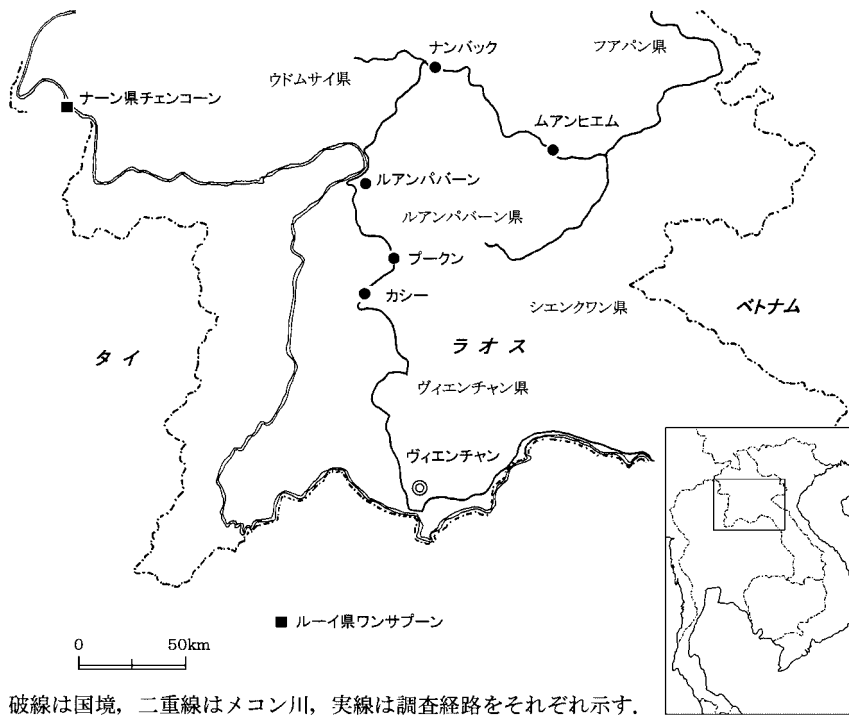 ナンバック
フアパン県
ウドムサイ県
ナーン県チェンコーン
ムアンヒエム
ルアンパバーン
ルアンパバーン県
プークン
カシー
シエンクワン県
ベトナム
タイ
ラオス
ヴィエンチャン県
ヴィエンチャン
ルーイ県ワンサプーン
0 50km
破線は国境，二重線はメコン川，実線は調査経路をそれぞれ示す．